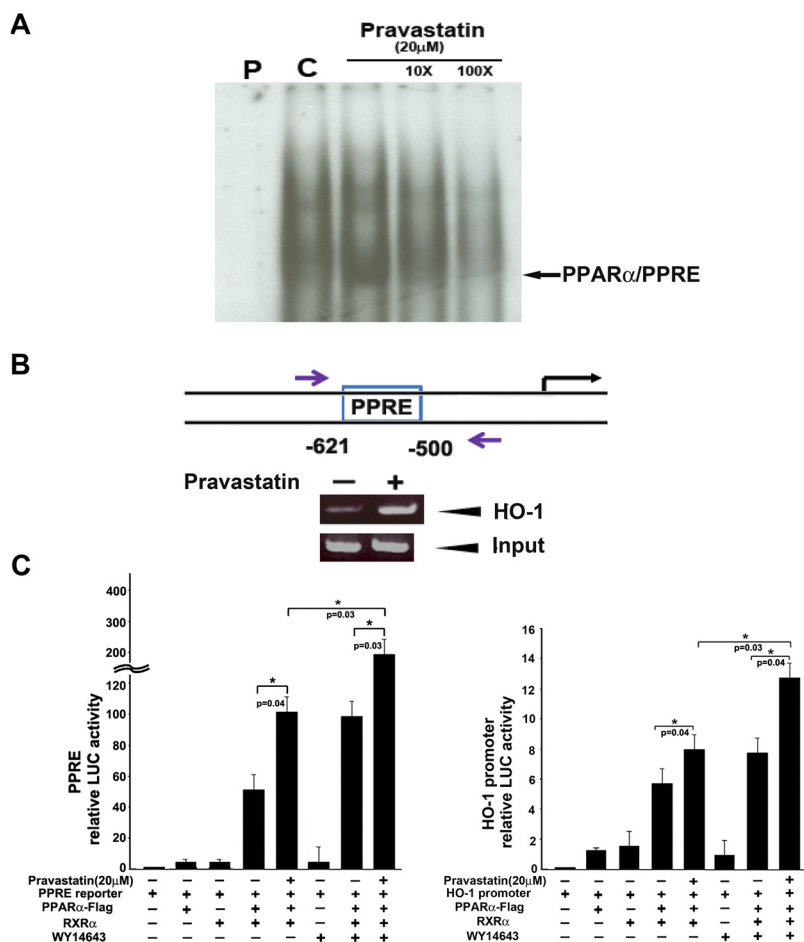 A
Pravastatin
(20μM)
P C 10X 100X
PPARα/PPRE
B
PPRE
-621 -500
Pravastatin − +
HO-1
Input
C
PPRE
relative LUC activity
400
300
200
120
100
80
60
40
20
0
*
p=0.04
*
p=0.03
*
p=0.03
Pravastatin(20μM) − − − − + − − +
PPRE reporter + + + + + + + +
PPARα-Flag − + − + + − + +
RXRα − − + + + − + +
WY14643 − − − − − + + +
HO-1 promoter
relative LUC activity
16
14
12
10
8
6
4
2
0
*
p=0.04
*
p=0.03
*
p=0.04
Pravastatin(20μM) − − − − + − − +
HO-1 promoter + + + + + + + +
PPARα-Flag − + − + + − + +
RXRα − − + + + − + +
WY14643 − − − − − + + +